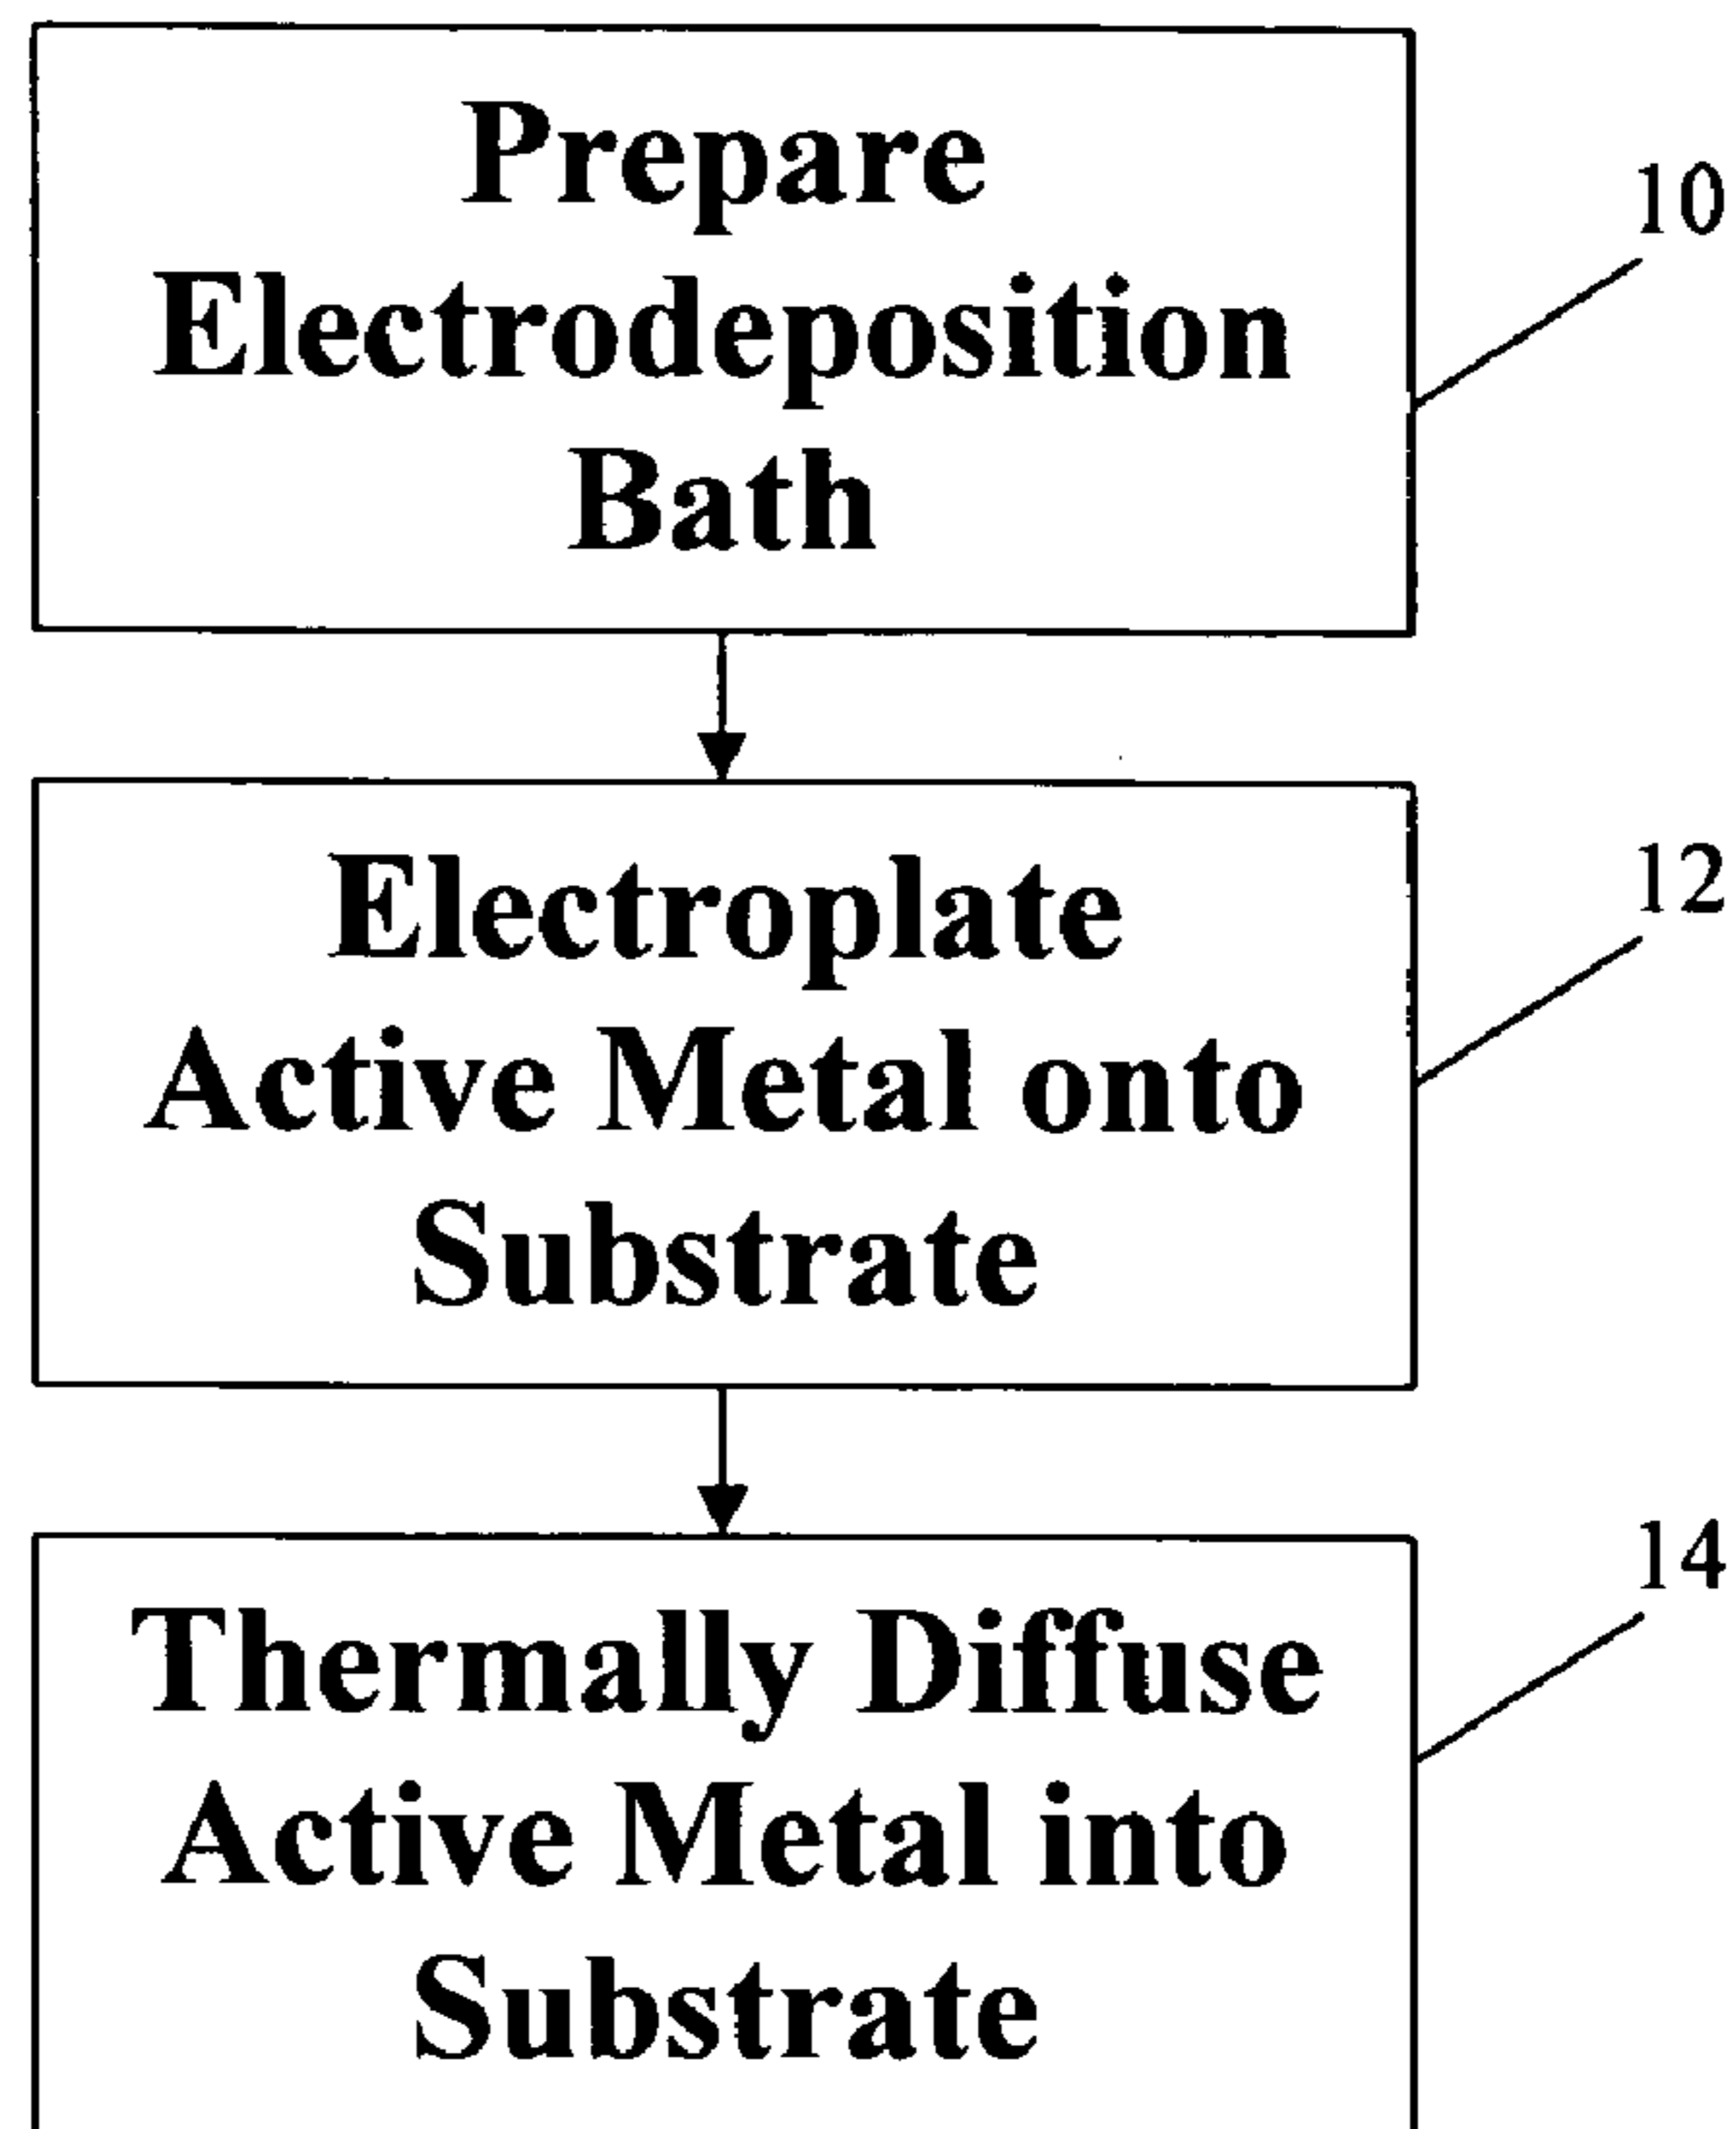 Prepare
Electrodeposition
Bath
10
Electroplate
Active Metal onto
Substrate
12
Thermally Diffuse
Active Metal into
Substrate
14